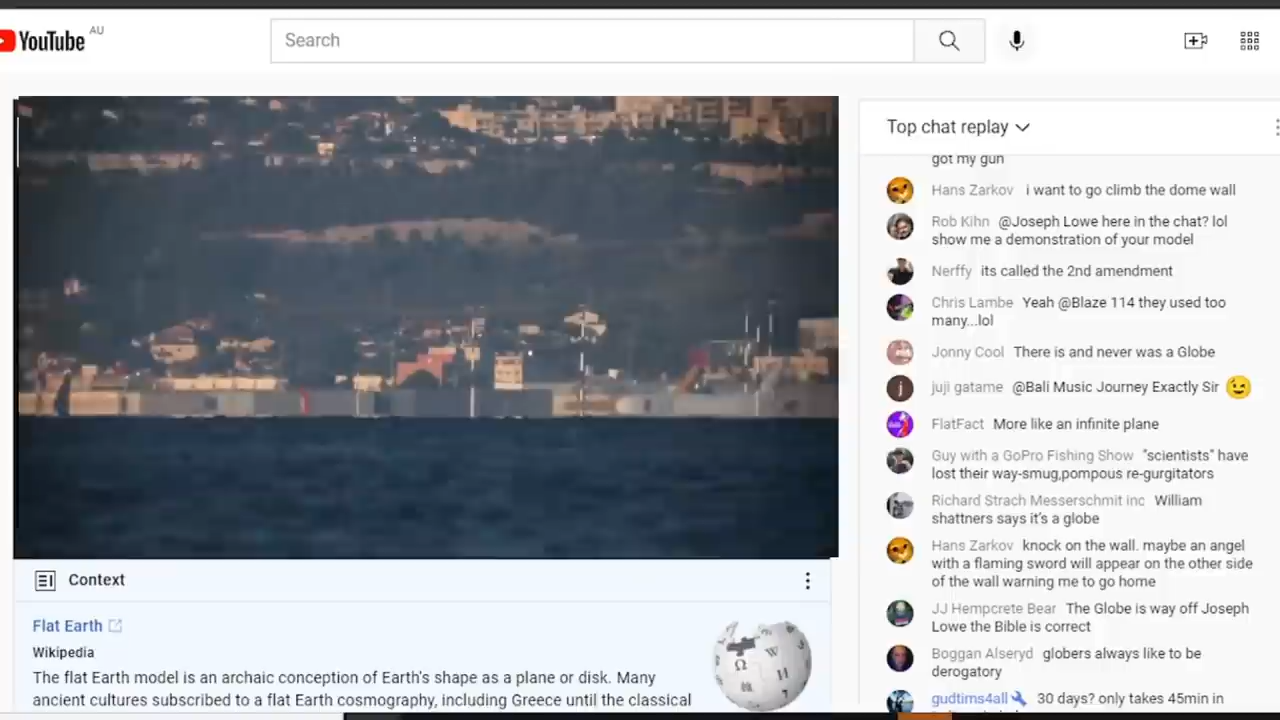 YouTube AU
Search
Top chat replay
got my gun
Hans Zarkov i want to go climb the dome wall
Rob Kihn @Joseph Lowe here in the chat? lol
show me a demonstration of your model
Nerffy its called the 2nd amendment
Chris Lambe Yeah @Blaze 114 they used too
many...lol
Jonny Cool There is and never was a Globe
j juji gatame @Bali Music Journey Exactly Sir 😉
FlatFact More like an infinite plane
Guy with a GoPro Fishing Show "scientists" have
lost their way-smug,pompous re-gurgitators
Richard Strach Messerschmit inc William
shattners says it's a globe
Hans Zarkov knock on the wall. maybe an angel
with a flaming sword will appear on the other side
of the wall warning me to go home
JJ Hempcrete Bear The Globe is way off Joseph
Lowe the Bible is correct
Boggan Alseryd globers always like to be
derogatory
gudtims4all 30 days? only takes 45min in
Context
Flat Earth
Wikipedia
The flat Earth model is an archaic conception of Earth's shape as a plane or disk. Many
ancient cultures subscribed to a flat Earth cosmography, including Greece until the classical